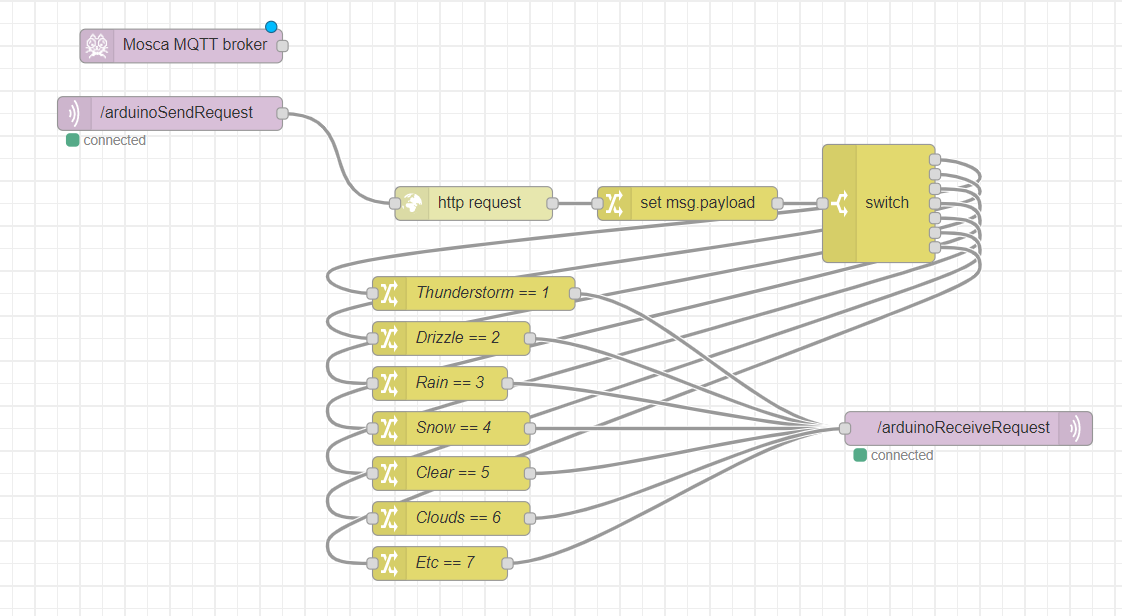 Mosca MQTT broker
/arduinoSendRequest
connected
http request
set msg.payload
switch
Thunderstorm == 1
Drizzle == 2
Rain == 3
Snow == 4
Clear == 5
Clouds == 6
Etc == 7
/arduinoReceiveRequest
connected